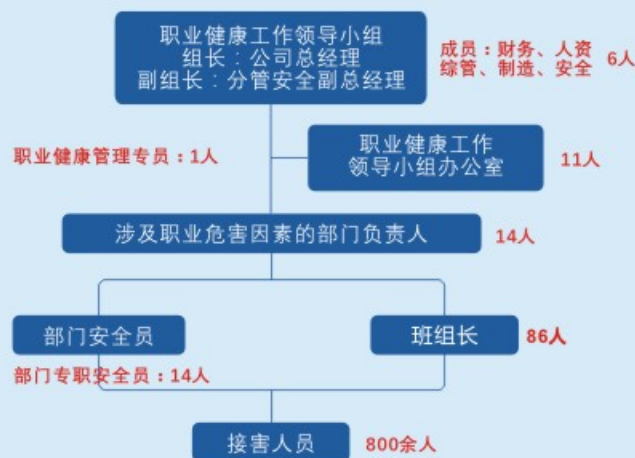 职业健康工作领导小组
组长：公司总经理
副组长：分管安全副总经理
成员：财务、人资
综管、制造、安全
6人
职业健康管理专员：1人
职业健康工作
领导小组办公室
11人
涉及职业危害因素的部门负责人
14人
部门安全员
班组长
86人
部门专职安全员：14人
接害人员
800余人